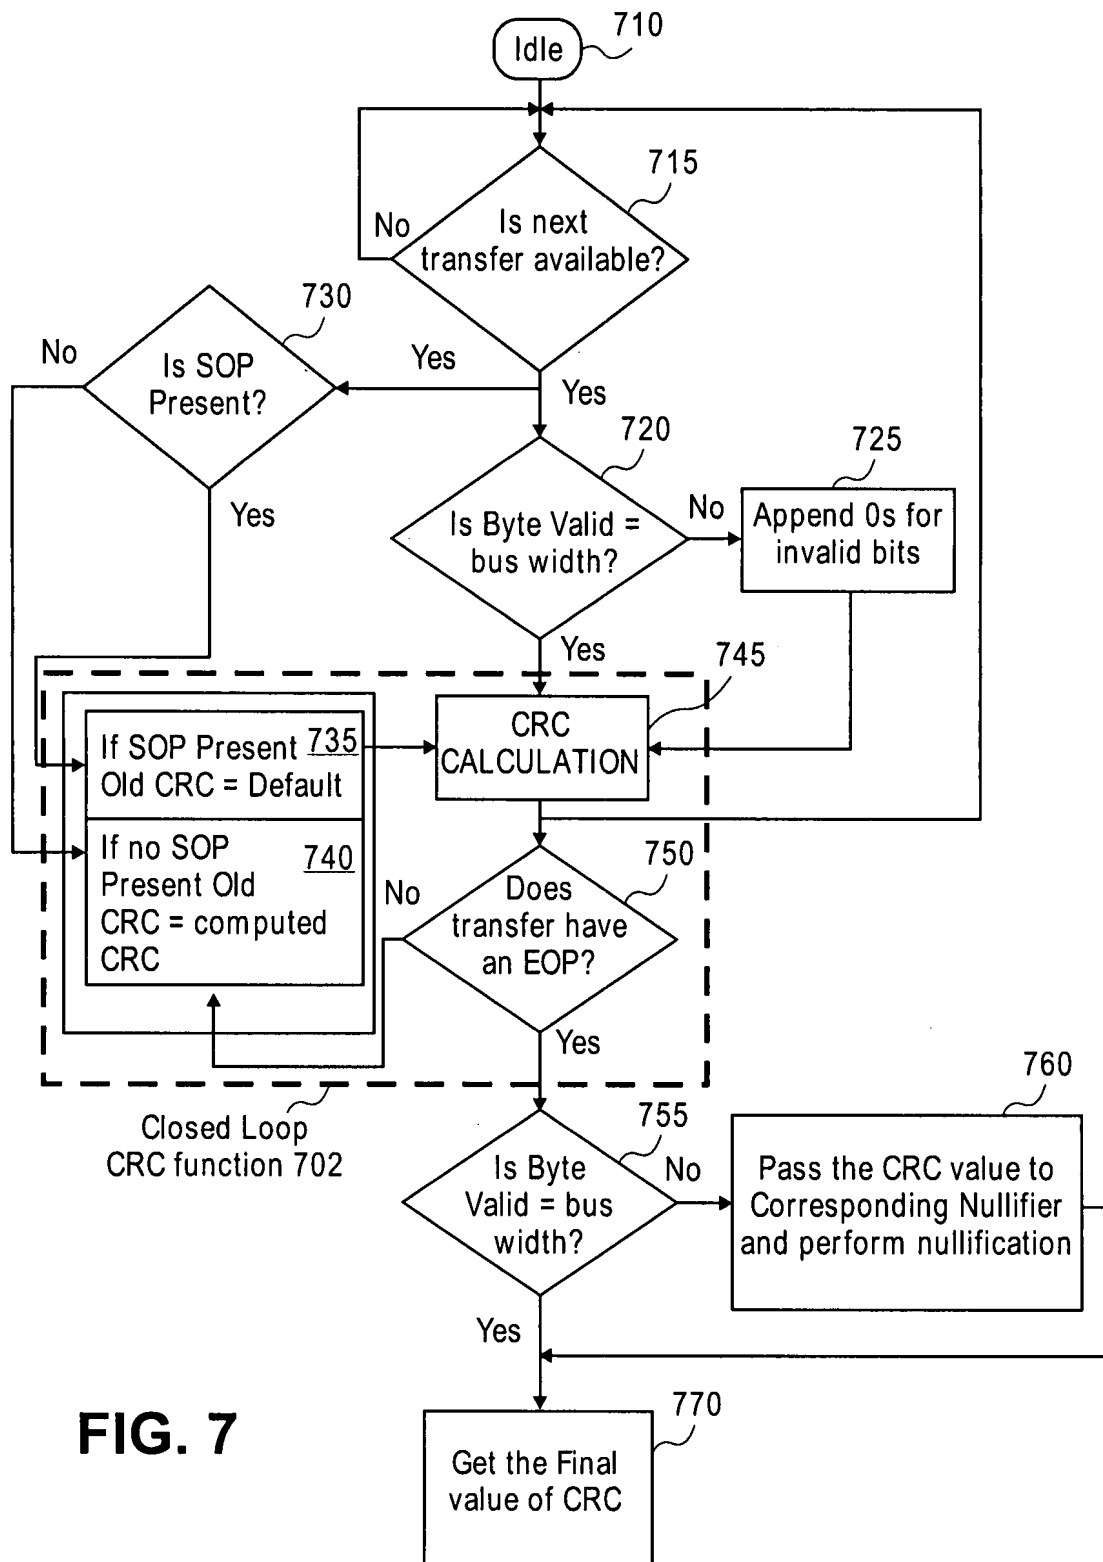 710
Idle
715
No
Is next
transfer available?
730
No
Yes
Yes
Is SOP
Present?
720
725
Yes
No
Is Byte Valid =
bus width?
Append 0s for
invalid bits
Yes
745
CRC
CALCULATION
If SOP Present 735
Old CRC = Default
If no SOP 740
Present Old
CRC = computed
CRC
No
750
Does
transfer have
an EOP?
Yes
Closed Loop
CRC function 702
755
760
Is Byte
Valid = bus
width?
No
Pass the CRC value to
Corresponding Nullifier
and perform nullification
Yes
770
FIG. 7
Get the Final
value of CRC